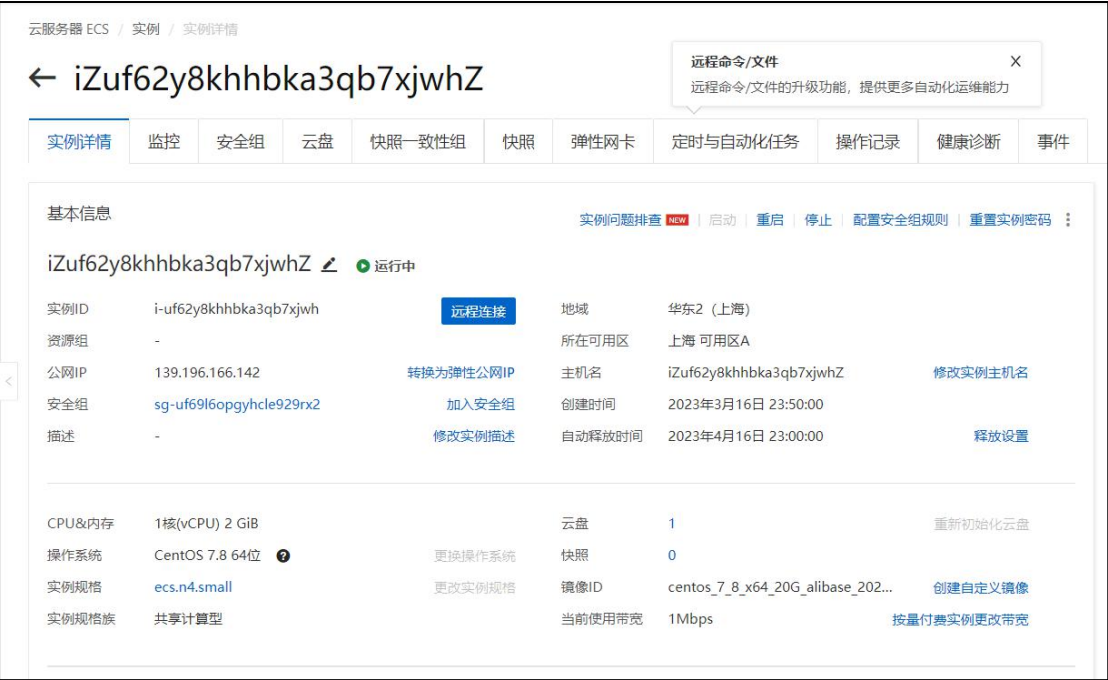 云服务器 ECS / 实例 / 实例详情
← iZuf62y8khhhbka3qb7xjwhZ
远程命令/文件 X
远程命令/文件的升级功能，提供更多自动化运维能力
实例详情 监控 安全组 云盘 快照一致性组 快照 弹性网卡 定时与自动化任务 操作记录 健康诊断 事件
基本信息
实例问题排查 NEW 启动 重启 停止 配置安全组规则 重置实例密码
iZuf62y8khhhbka3qb7xjwhZ 运行中
实例ID i-uf62y8khhhbka3qb7xjwh 远程连接 地域 华东2（上海）
资源组 - 所在可用区 上海 可用区A
公网IP 139.196.166.142 转换为弹性公网IP 主机名 iZuf62y8khhhbka3qb7xjwhZ 修改实例主机名
安全组 sg-uf69l6opgyhcle929rx2 加入安全组 创建时间 2023年3月16日 23:50:00
描述 - 修改实例描述 自动释放时间 2023年4月16日 23:00:00 释放设置
CPU&内存 1核(vCPU) 2 GiB 云盘 1 重新初始化云盘
操作系统 CentOS 7.8 64位 ? 更换操作系统 快照 0
实例规格 ecs.n4.small 更改实例规格 镜像ID centos_7_8_x64_20G_alibase_202... 创建自定义镜像
实例规格族 共享计算型 当前使用带宽 1Mbps 按量付费实例更改带宽